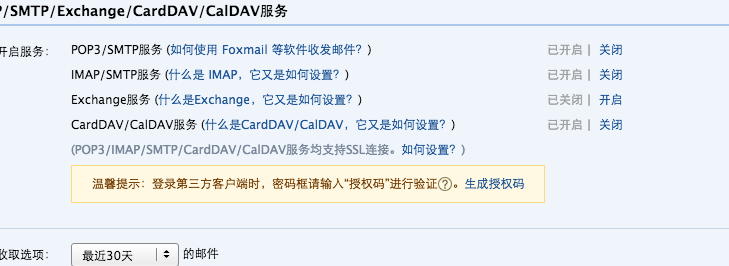 /SMTP/Exchange/CardDAV/CalDAV服务
开启服务：
POP3/SMTP服务 (如何使用 Foxmail 等软件收发邮件？) 已开启 | 关闭
IMAP/SMTP服务 (什么是 IMAP，它又是如何设置？) 已开启 | 关闭
Exchange服务 (什么是Exchange，它又是如何设置？) 已关闭 | 开启
CardDAV/CalDAV服务 (什么是CardDAV/CalDAV，它又是如何设置？) 已开启 | 关闭
(POP3/IMAP/SMTP/CardDAV/CalDAV服务均支持SSL连接。如何设置？)
温馨提示：登录第三方客户端时，密码框请输入“授权码”进行验证?。生成授权码
收取选项： 最近30天 的邮件